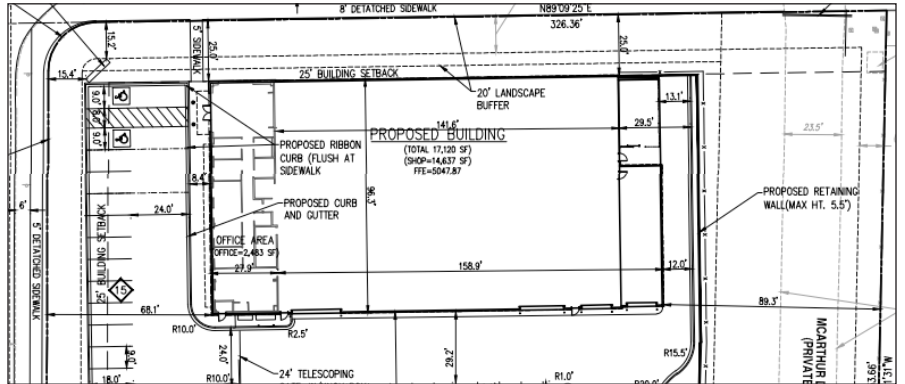 8' DETATCHED SIDEWALK
N89°09'25"E
326.36'
15.2'
5' SIDEWALK
25.0'
25.0'
15.4'
25' BUILDING SETBACK
20' LANDSCAPE
BUFFER
9.0'
8.0'
9.0'
13.1'
141.6'
29.5'
23.5'
PROPOSED BUILDING
(TOTAL 17,120 SF)
(SHOP=14,637 SF)
FFE=5047.87
PROPOSED RIBBON
CURB (FLUSH AT
SIDEWALK
8.4'
96.3'
PROPOSED RETAINING
WALL(MAX HT. 5.5')
6'
24.0'
PROPOSED CURB
AND GUTTER
5' DETATCHED SIDEWALK
25' BUILDING SETBACK
OFFICE AREA
(OFFICE=2,483 SF)
27.9'
158.9'
12.0'
15
68.1'
89.3'
R10.0'
R2.5'
24.0'
29.2'
R15.5'
9.0'
24' TELESCOPING
18.0'
R10.0'
R1.0'
MCARTHUR
(PRIVATE